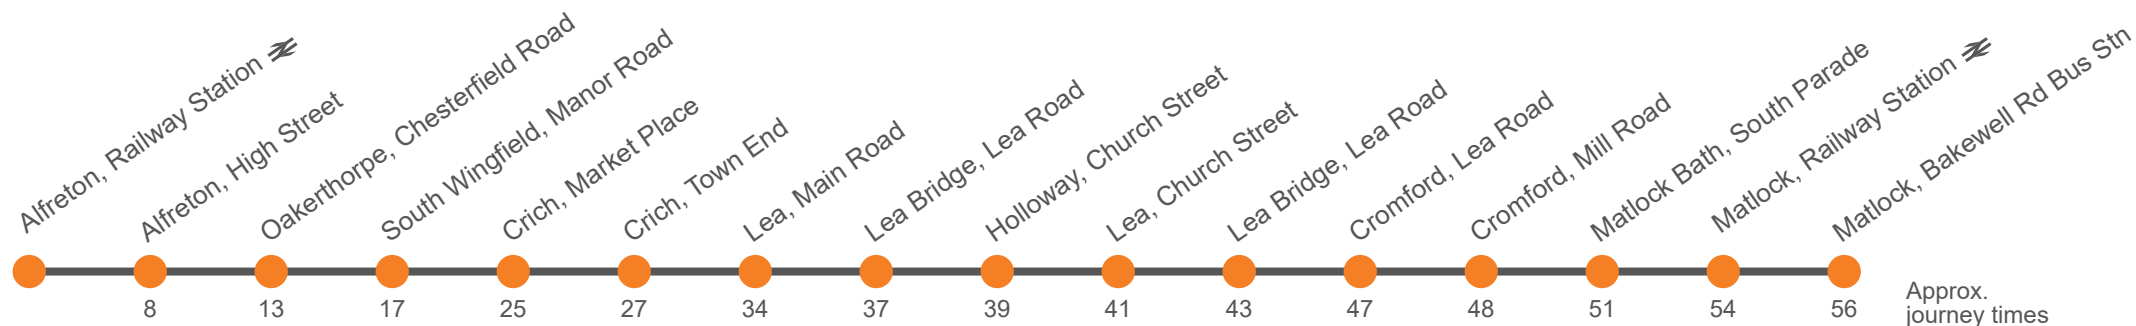 Alfreton, Railway Station
Alfreton, High Street
Oakerthorpe, Chesterfield Road
South Wingfield, Manor Road
Crich, Market Place
Crich, Town End
Lea, Main Road
Lea Bridge, Lea Road
Holloway, Church Street
Lea, Church Street
Lea Bridge, Lea Road
Cromford, Lea Road
Cromford, Mill Road
Matlock Bath, South Parade
Matlock, Railway Station
Matlock, Bakewell Rd Bus Stn
8 13 17 25 27 34 37 39 41 43 47 48 51 54 56
Approx.
journey times